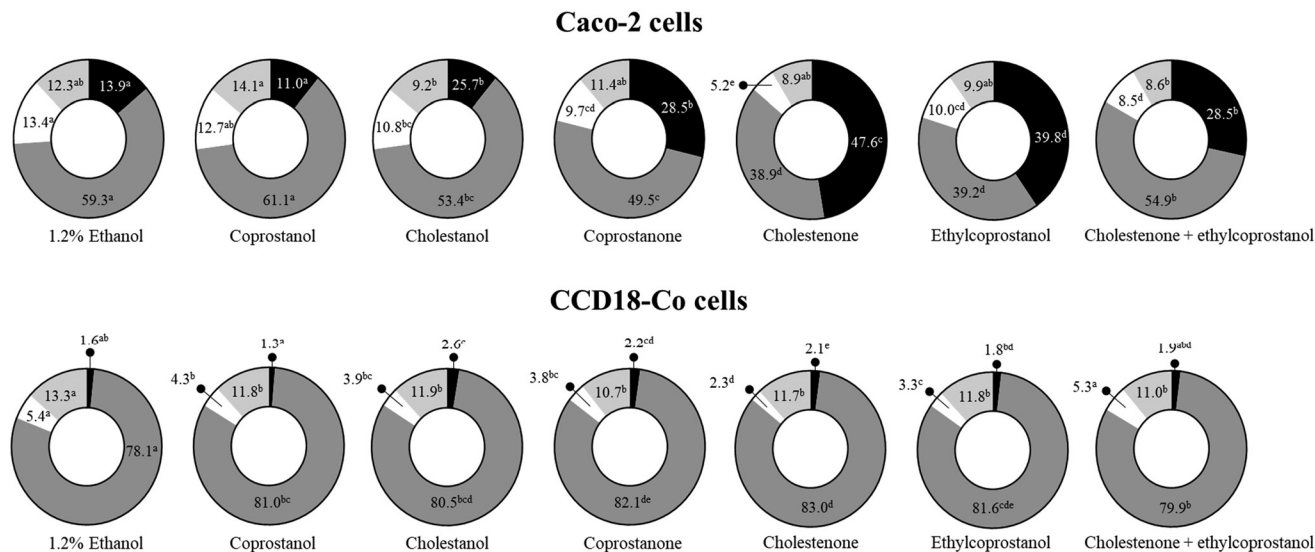 Caco-2 cells
12.3ab 13.9a 13.4a 59.3a
14.1a 11.0a 12.7ab 61.1a
9.2b 25.7b 10.8bc 53.4bc
11.4ab 28.5b 9.7cd 49.5c
5.2e 8.9ab 47.6c 38.9d
9.9ab 10.0cd 39.8d 39.2d
8.6b 8.5d 28.5b 54.9b
1.2% Ethanol Coprostanol Cholestanol Coprostanone Cholestenone Ethylcoprostanol Cholestenone + ethylcoprostanol
CCD18-Co cells
1.6ab 13.3a 5.4a 78.1a
1.3a 4.3b 11.8b 81.0bc
2.6c 3.9bc 11.9b 80.5bcd
2.2cd 3.8bc 10.7b 82.1de
2.1e 2.3d 11.7b 83.0d
1.8bd 3.3c 11.8b 81.6cde
1.9abd 5.3a 11.0b 79.9b
1.2% Ethanol Coprostanol Cholestanol Coprostanone Cholestenone Ethylcoprostanol Cholestenone + ethylcoprostanol